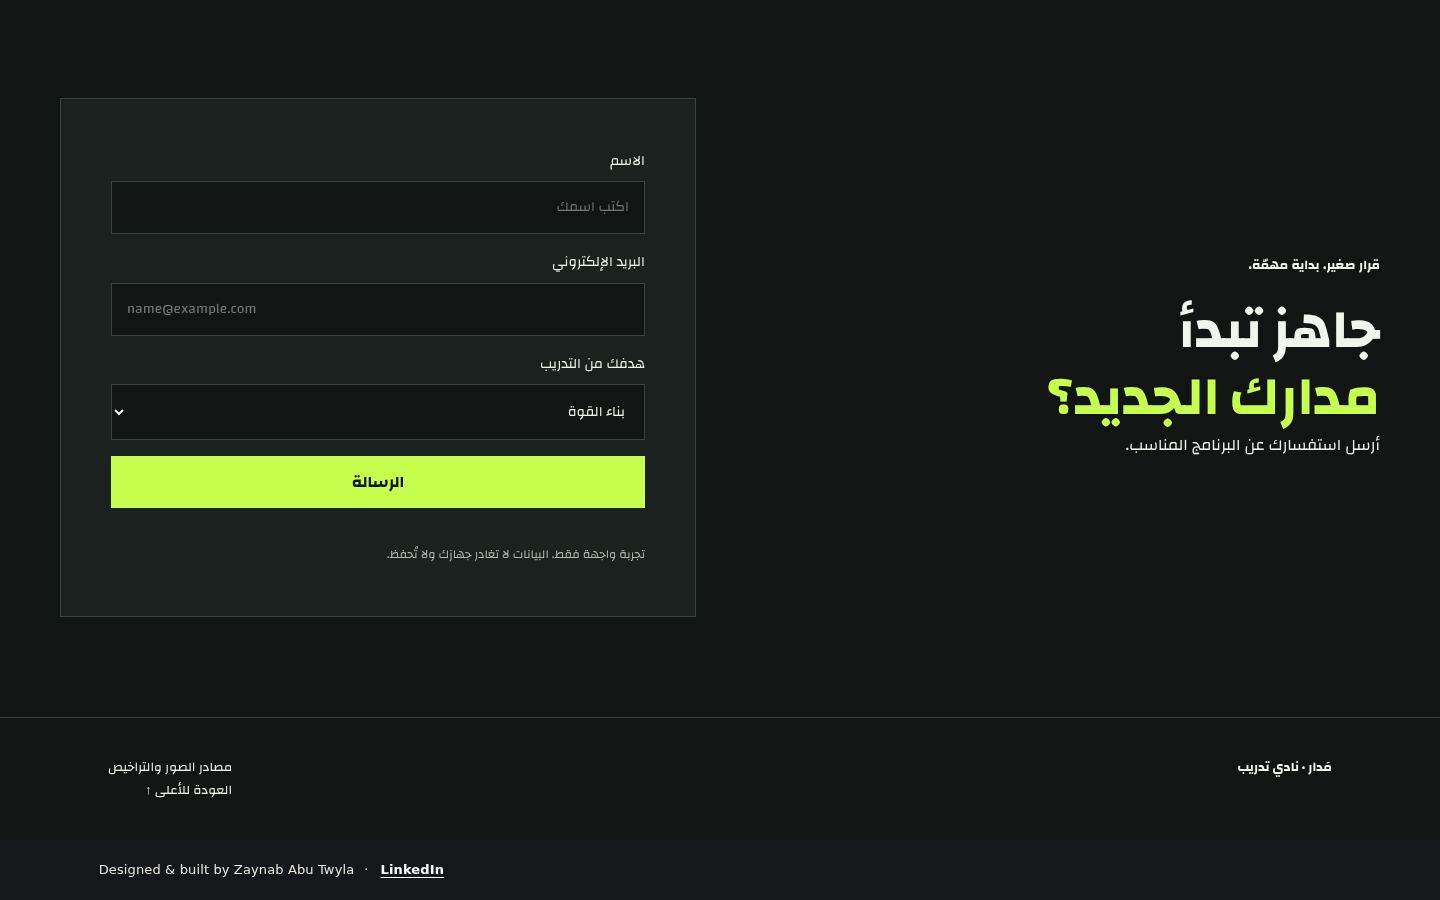 قرار صغير. بداية مهمّة.
جاهز تبدأ
مدارك الجديد؟
أرسل استفسارك عن البرنامج المناسب.
الاسم
اكتب اسمك
البريد الإلكتروني
name@example.com
هدفك من التدريب
بناء القوة
الرسالة
تجربة واجهة فقط. البيانات لا تغادر جهازك ولا تُحفظ.
مَدار • نادي تدريب
مصادر الصور والتراخيص
العودة للأعلى ↑
Designed & built by Zaynab Abu Twyla · LinkedIn